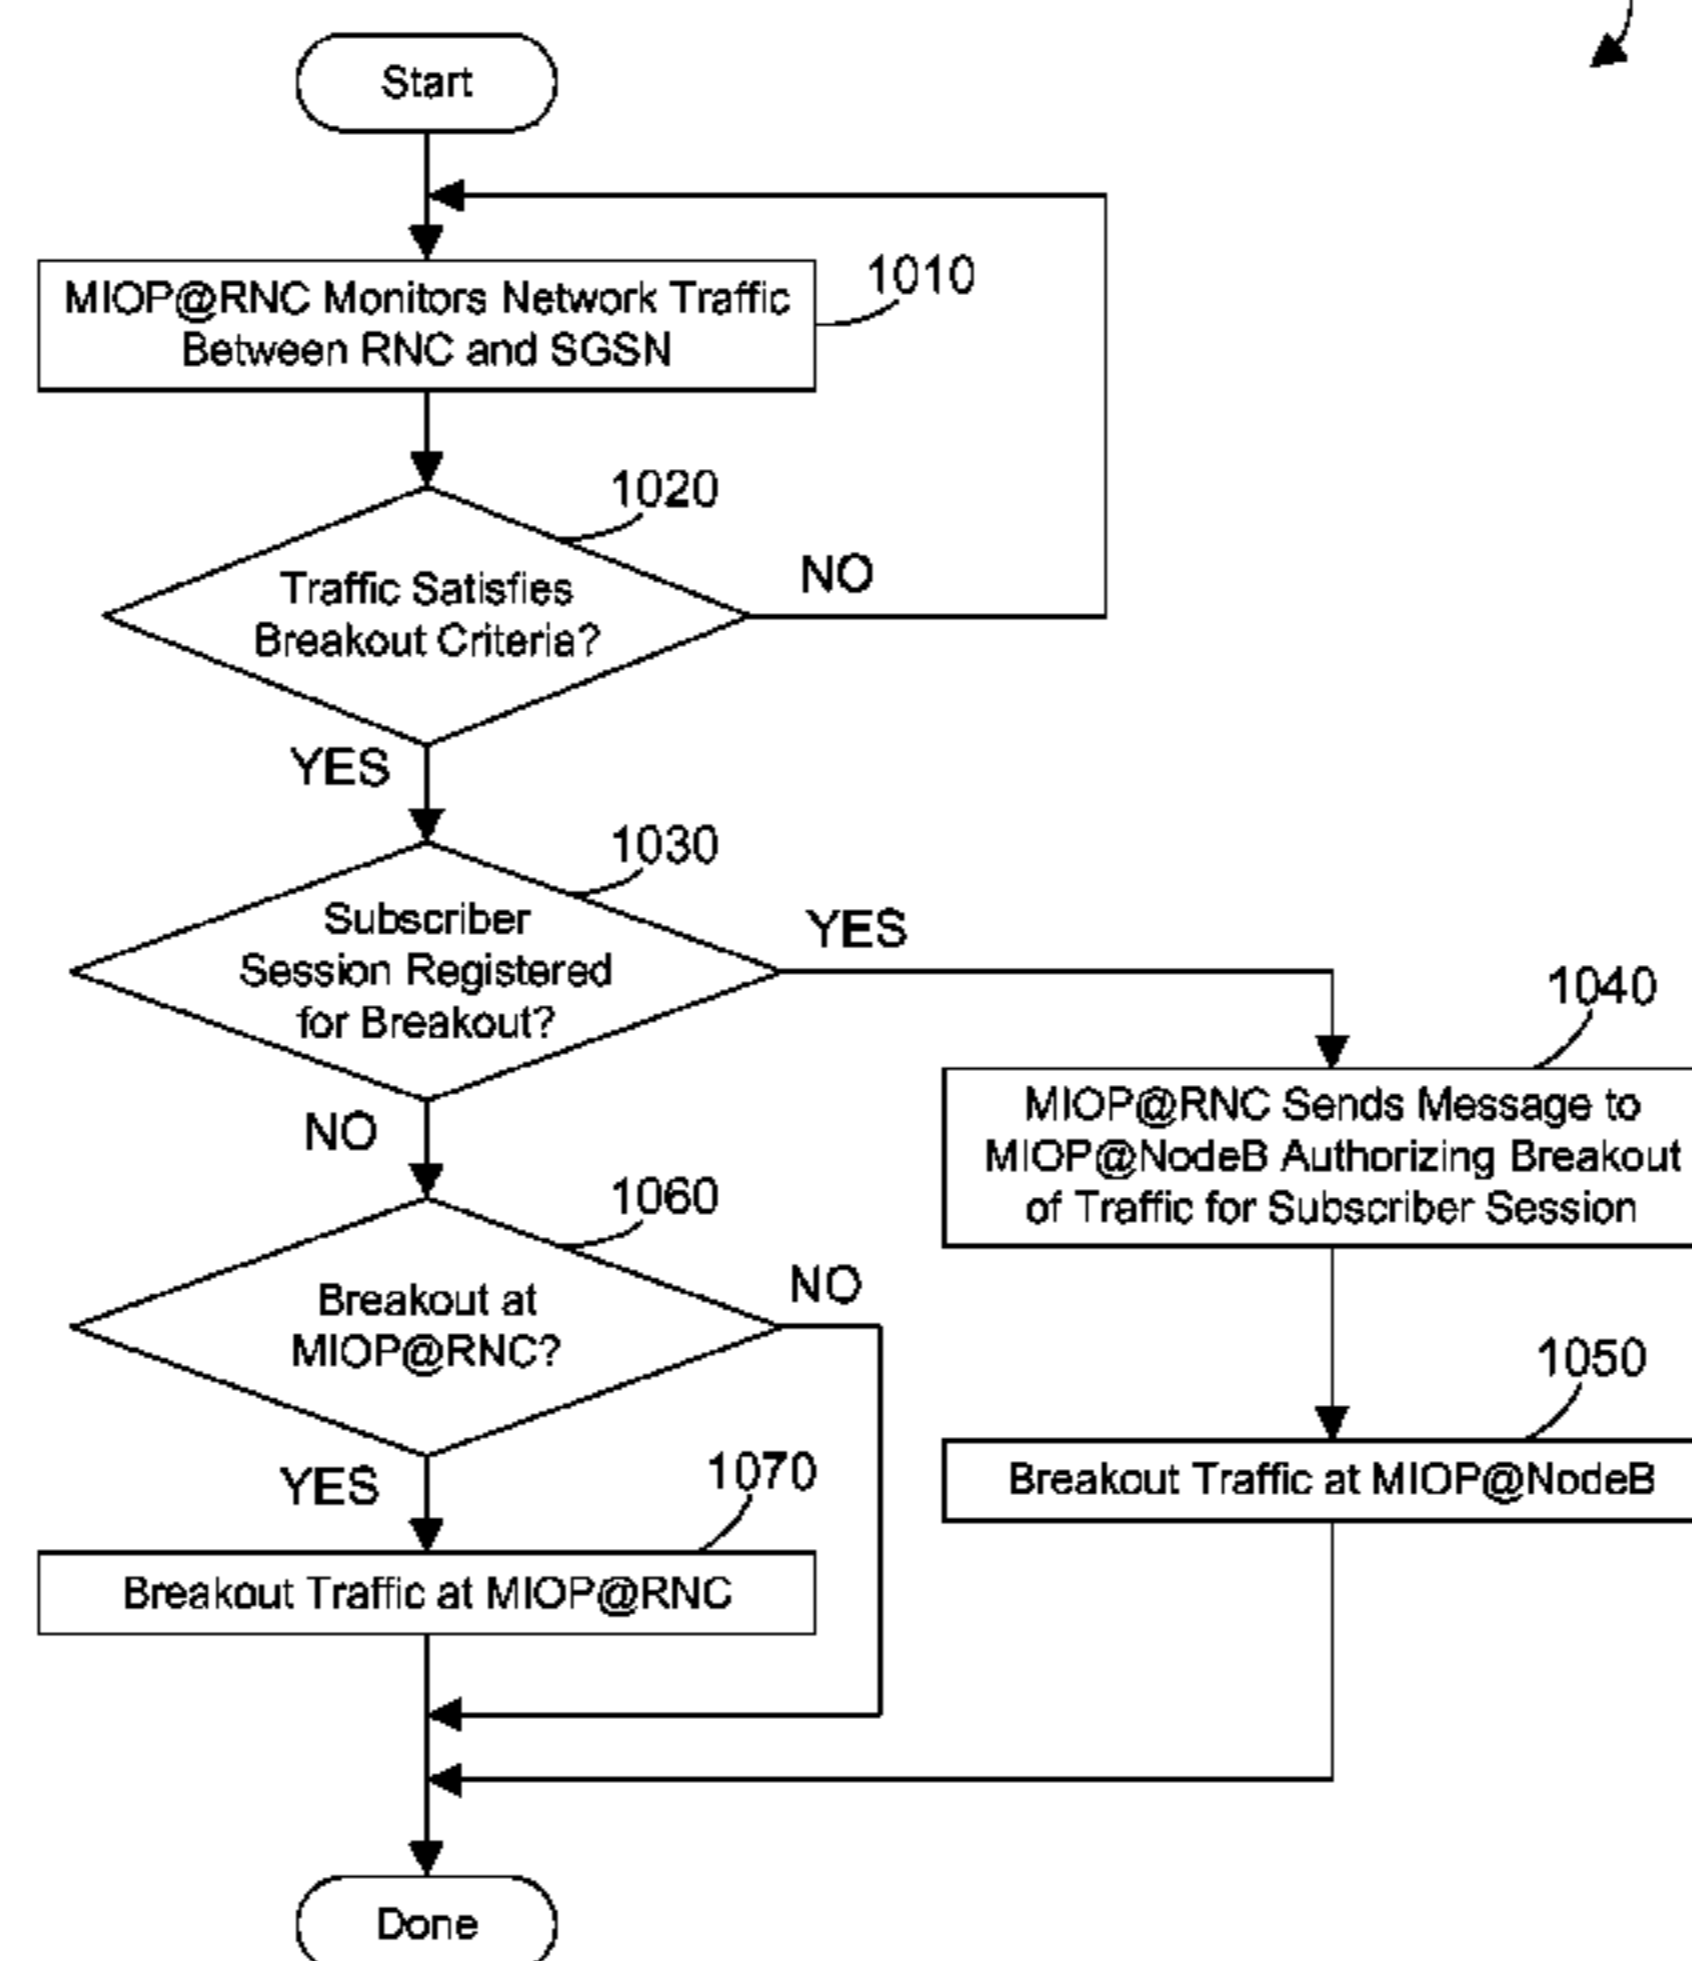 Start
MIOP@RNC Monitors Network Traffic
Between RNC and SGSN
1010
1020
Traffic Satisfies
Breakout Criteria?
NO
YES
1030
Subscriber
Session Registered
for Breakout?
YES
NO
1040
MIOP@RNC Sends Message to
MIOP@NodeB Authorizing Breakout
of Traffic for Subscriber Session
1060
Breakout at
MIOP@RNC?
NO
YES
1050
Breakout Traffic at MIOP@NodeB
1070
Breakout Traffic at MIOP@RNC
Done